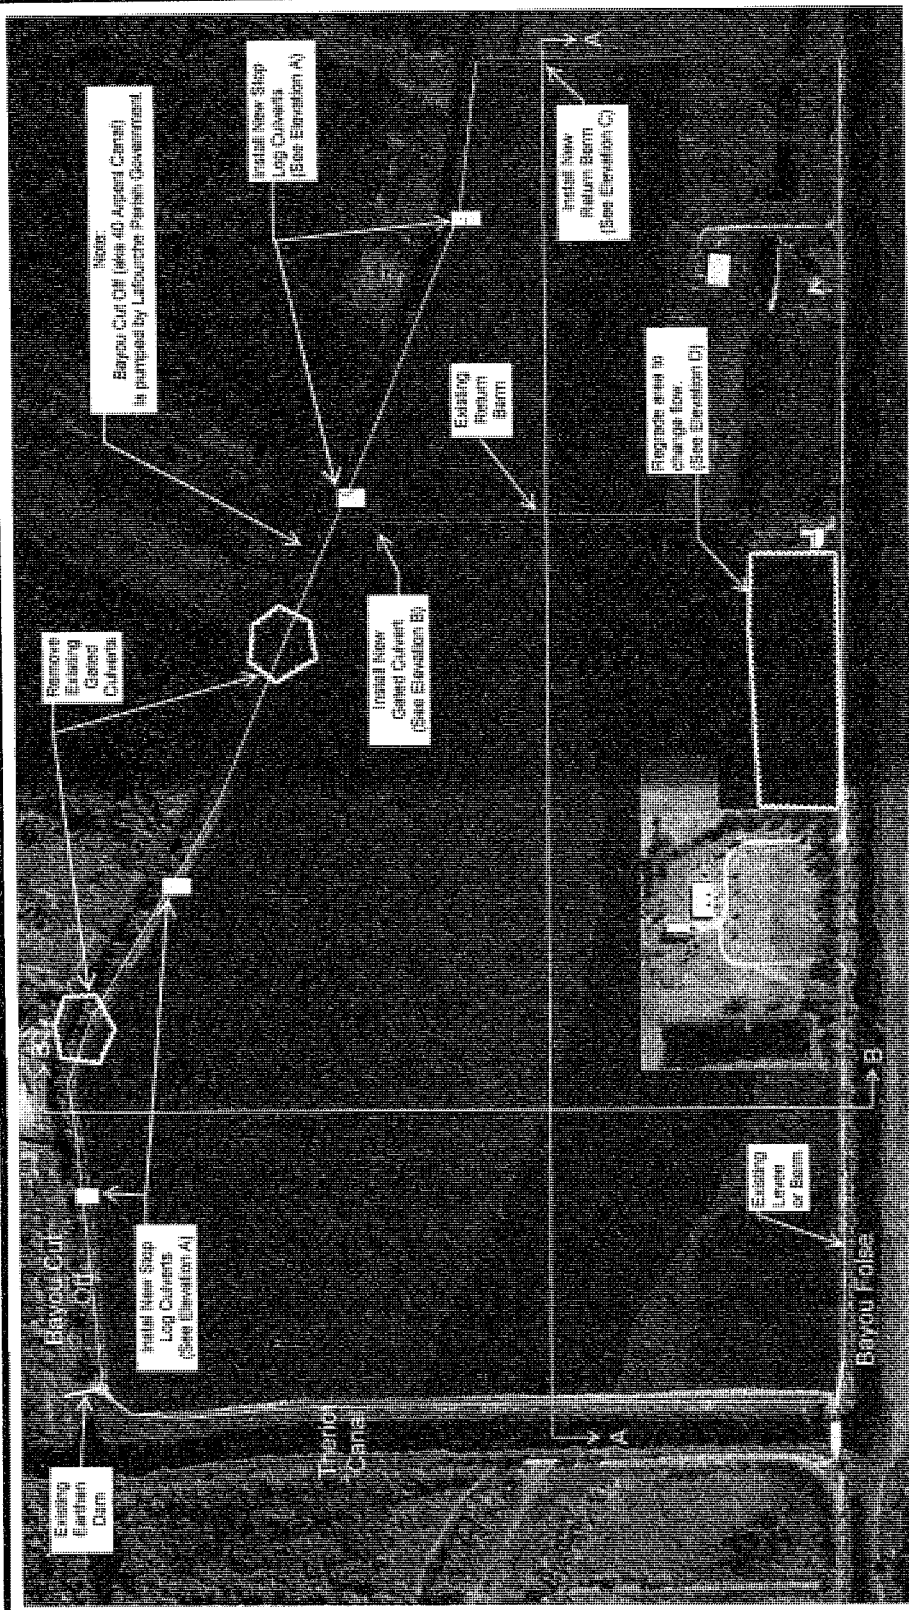 Note:
Bayou Cut Off (aka 40 Arpent Canal)
is pumped by Lafourche Parish Government.
Install New Stop
Log Culverts
(See Elevation A)
A
Install New
Return Berm
(See Elevation C)
Existing
Return
Berm
Regrade area to
change flow.
(See Elevation D)
Remove
Existing
Gated
Culverts
Install New
Gated Culvert
(See Elevation B)
B
B
Bayou Cut
Off
Install New Stop
Log Culverts
(See Elevation A)
Existing
Levee
or Bank
Bayou Folse
Existing
Earthen
Dam
Theriot
Canal
A